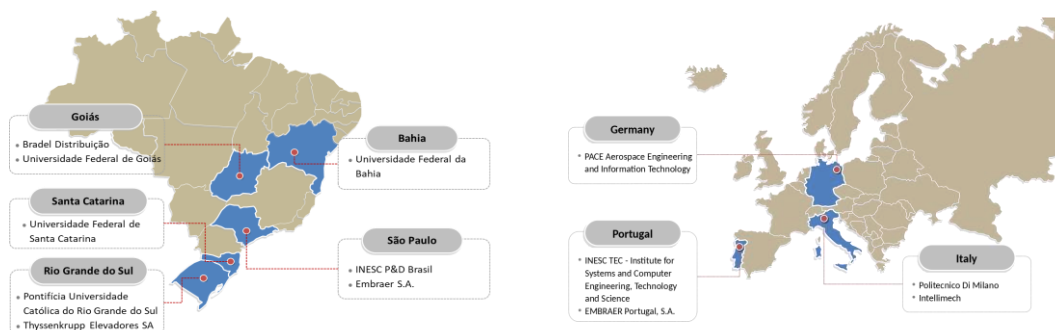 Goiás
Bradel Distribuição
Universidade Federal de Goiás
Bahia
Universidade Federal da
Bahia
Santa Catarina
Universidade Federal de
Santa Catarina
São Paulo
INESC P&D Brasil
Embraer S.A.
Rio Grande do Sul
Pontifícia Universidade
Católica do Rio Grande do Sul
Thyssenkrupp Elevadores SA
Germany
PACE Aerospace Engineering
and Information Technology
Portugal
INESC TEC - Institute for
Systems and Computer
Engineering, Technology
and Science
EMBRAER Portugal, S.A.
Italy
Politecnico Di Milano
Intellimech